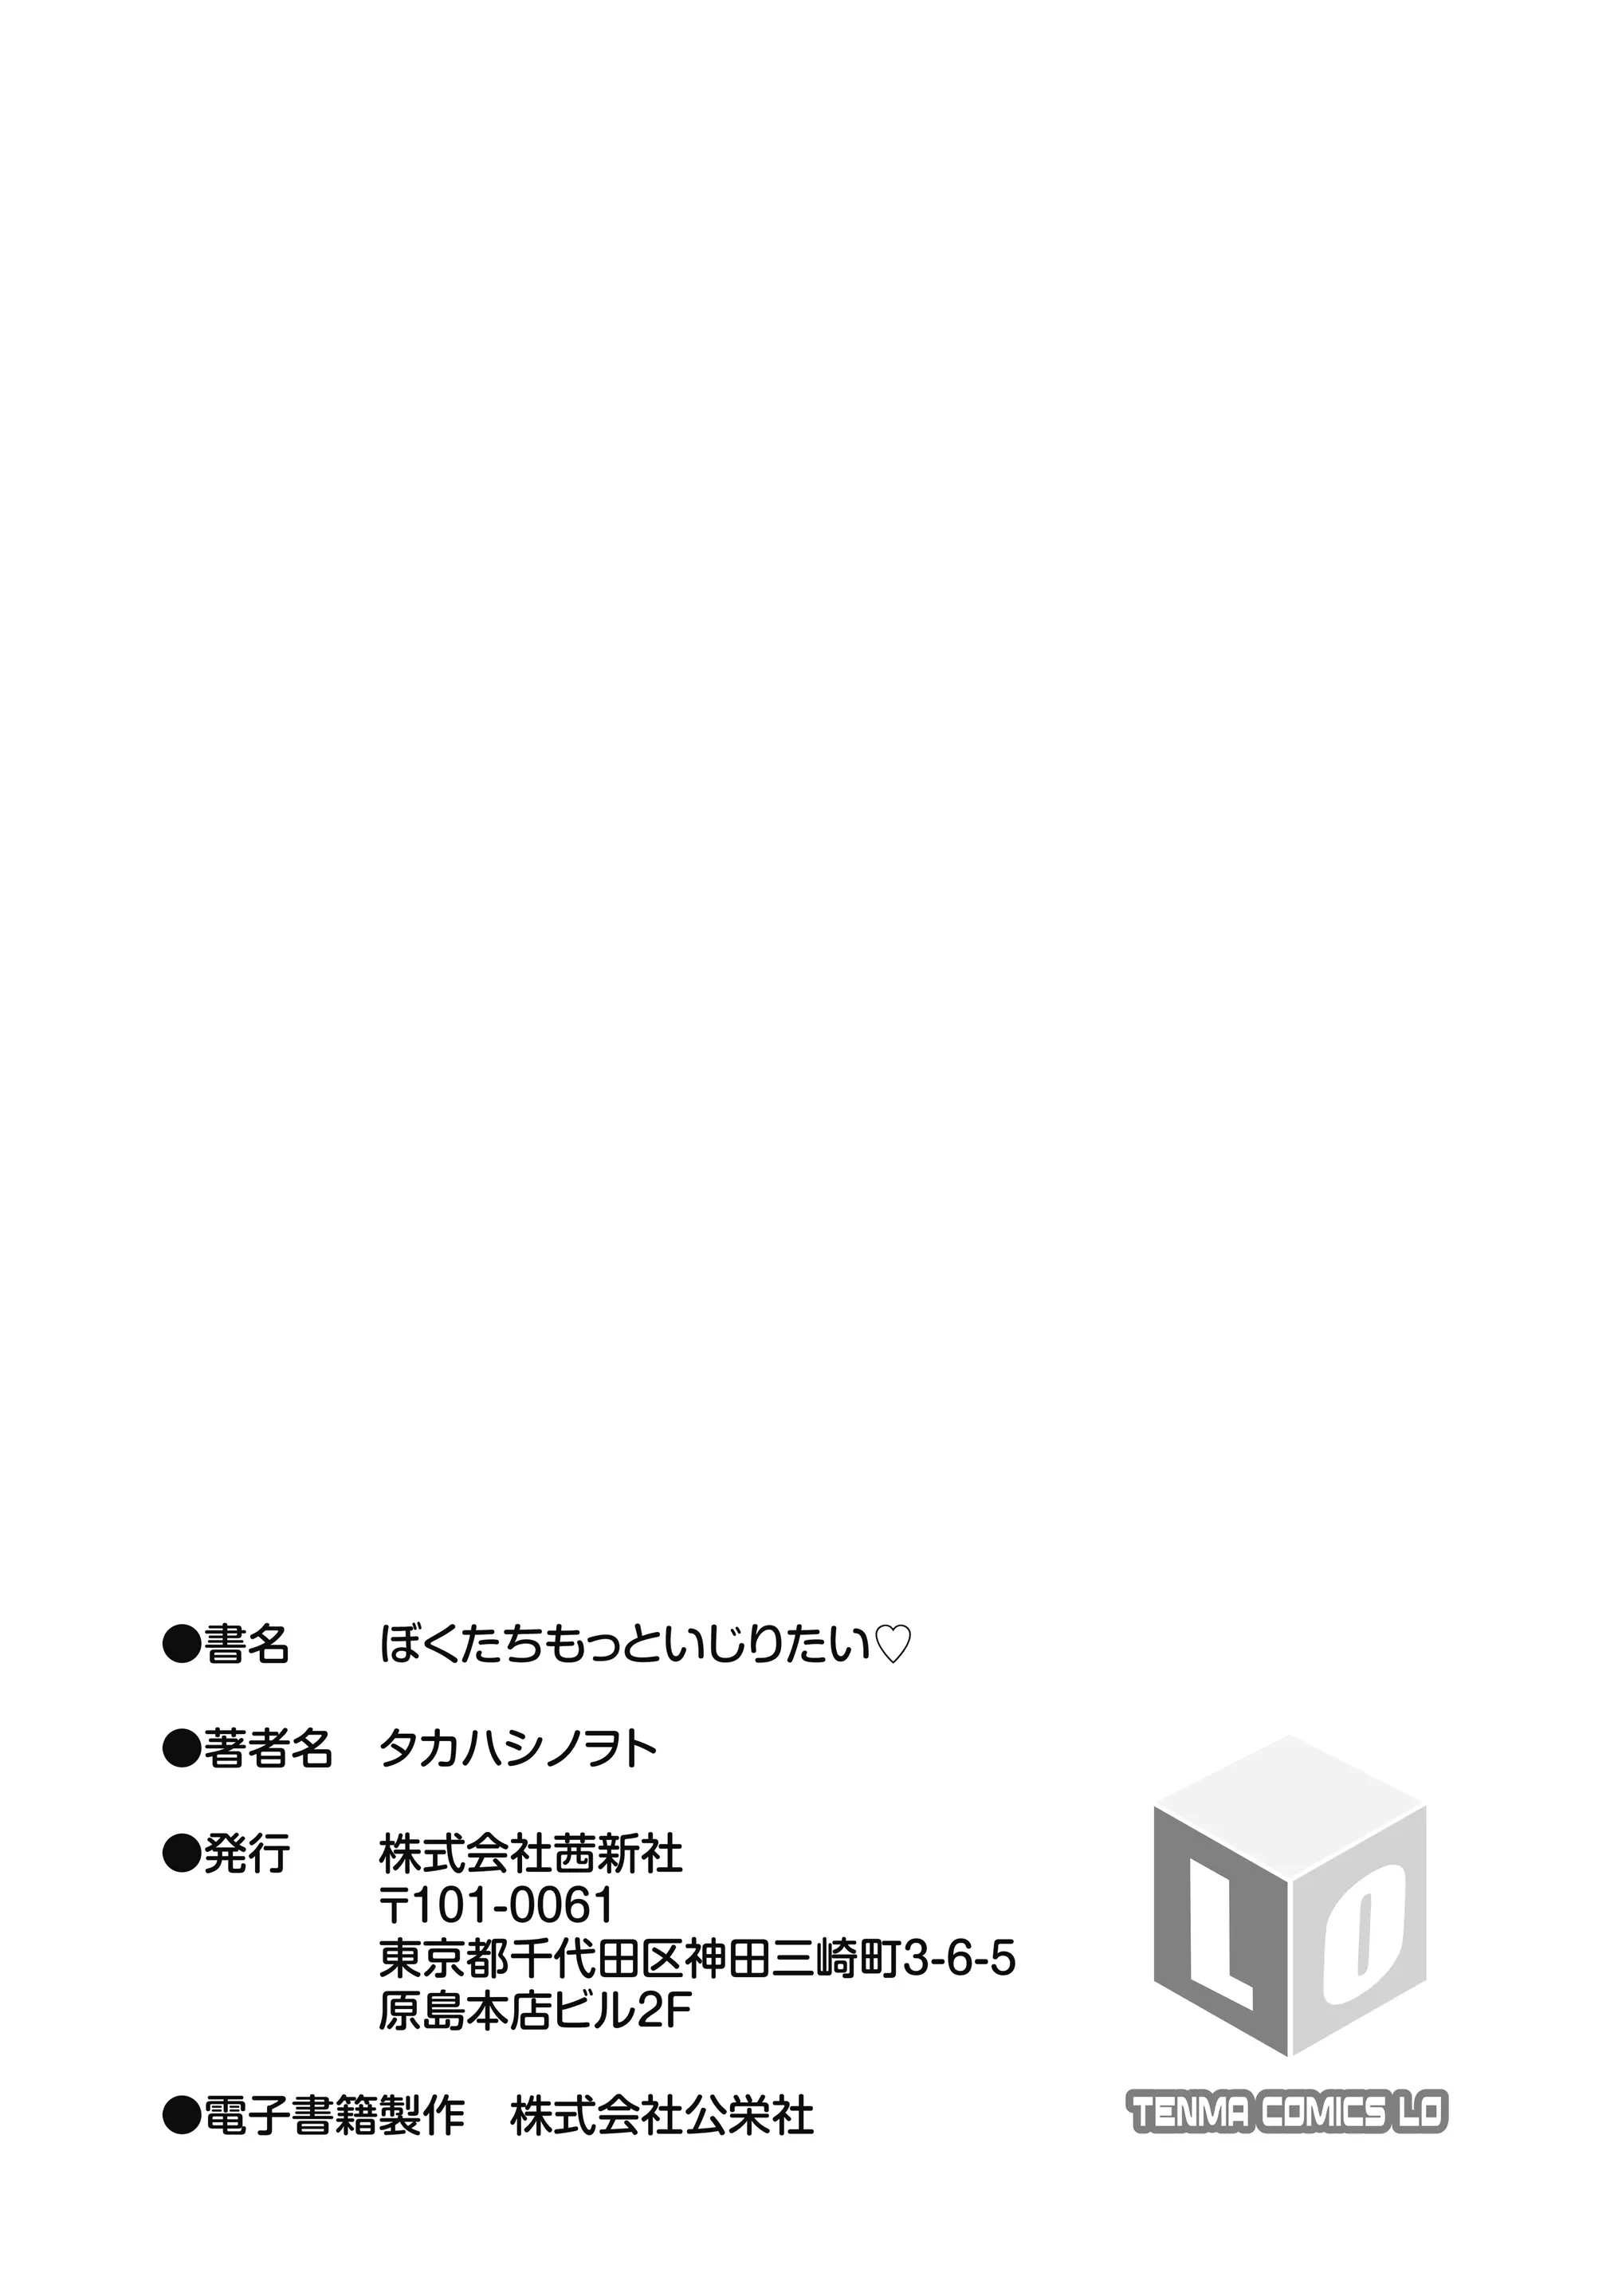 ●書名 ぼくたちもっといじりたい♡
●著者名 タカハシノヲト
●発行 株式会社茜新社
〒101-0061
東京都千代田区神田三崎町3-6-5
原島本店ビル2F
●電子書籍製作 株式会社公栄社
LO
TENMA COMICS LO